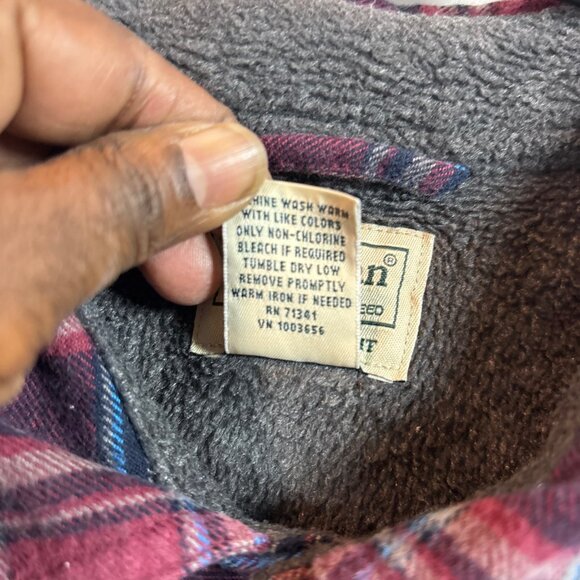 WASH WARM
WITH LIKE COLORS
ONLY NON-CHLORINE
BLEACH IF REQUIRED
TUMBLE DRY LOW
REMOVE PROMPTLY
WARM IRON IF NEEDED
RN 71341
VN 1003656
®